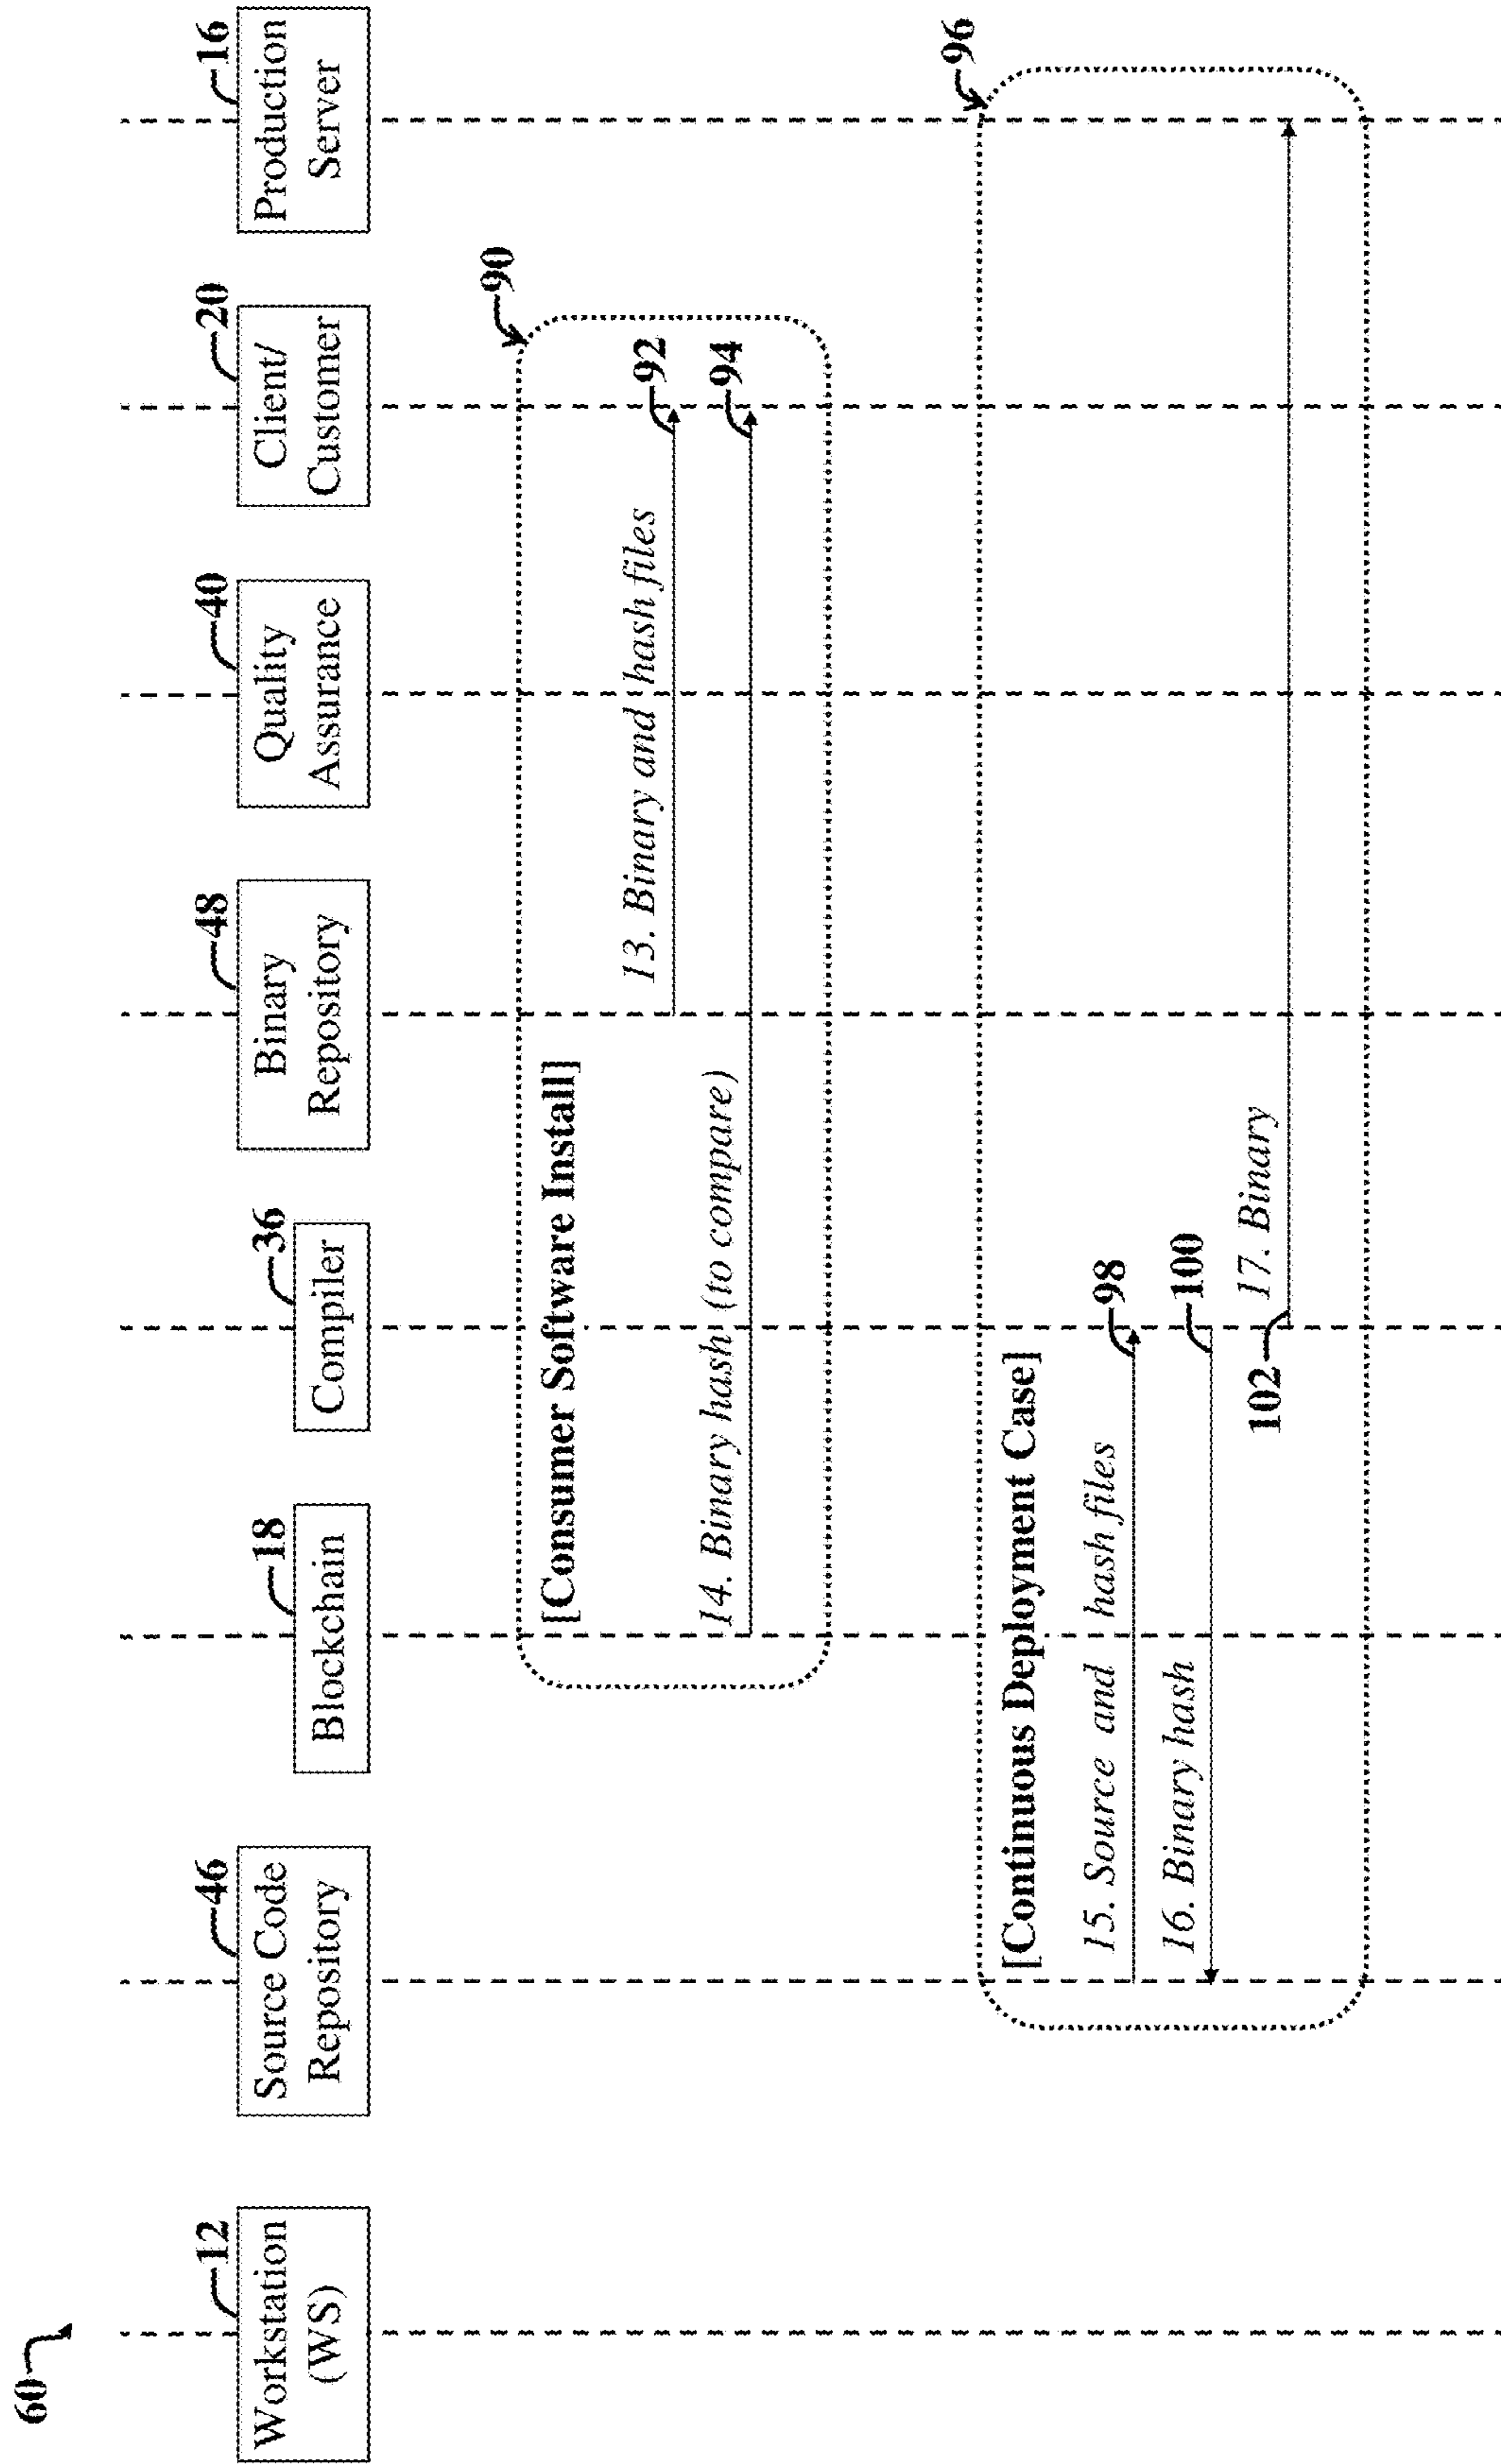 60
12
Workstation
(WS)
46
Source Code
Repository
18
Blockchain
36
Compiler
48
Binary
Repository
40
Quality
Assurance
20
Client/
Customer
16
Production
Server
90
[Consumer Software Install]
13. Binary and hash files
92
14. Binary hash (to compare)
94
96
[Continuous Deployment Case]
15. Source and hash files
98
16. Binary hash
100
17. Binary
102